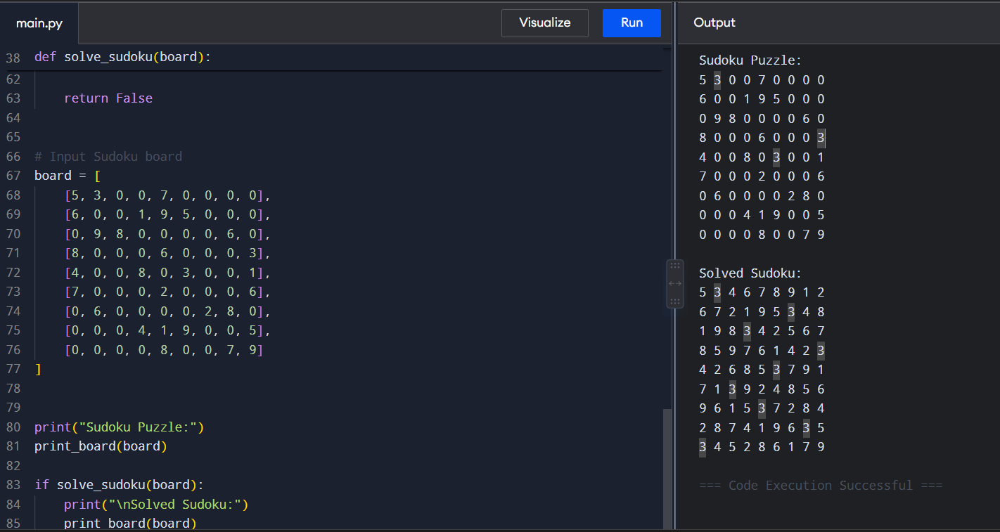 main.py
Visualize
Run
38 def solve_sudoku(board):
62
63 return False
64
65
66 # Input Sudoku board
67 board = [
68 [5, 3, 0, 0, 7, 0, 0, 0, 0],
69 [6, 0, 0, 1, 9, 5, 0, 0, 0],
70 [0, 9, 8, 0, 0, 0, 0, 6, 0],
71 [8, 0, 0, 0, 6, 0, 0, 0, 3],
72 [4, 0, 0, 8, 0, 3, 0, 0, 1],
73 [7, 0, 0, 0, 2, 0, 0, 0, 6],
74 [0, 6, 0, 0, 0, 0, 2, 8, 0],
75 [0, 0, 0, 4, 1, 9, 0, 0, 5],
76 [0, 0, 0, 0, 8, 0, 0, 7, 9]
77 ]
78
79
80 print("Sudoku Puzzle:")
81 print_board(board)
82
83 if solve_sudoku(board):
84 print("\nSolved Sudoku:")
85 print_board(board)
Output
Sudoku Puzzle:
5 3 0 0 7 0 0 0 0
6 0 0 1 9 5 0 0 0
0 9 8 0 0 0 0 6 0
8 0 0 0 6 0 0 0 3
4 0 0 8 0 3 0 0 1
7 0 0 0 2 0 0 0 6
0 6 0 0 0 0 2 8 0
0 0 0 4 1 9 0 0 5
0 0 0 0 8 0 0 7 9
Solved Sudoku:
5 3 4 6 7 8 9 1 2
6 7 2 1 9 5 3 4 8
1 9 8 3 4 2 5 6 7
8 5 9 7 6 1 4 2 3
4 2 6 8 5 3 7 9 1
7 1 3 9 2 4 8 5 6
9 6 1 5 3 7 2 8 4
2 8 7 4 1 9 6 3 5
3 4 5 2 8 6 1 7 9
=== Code Execution Successful ===